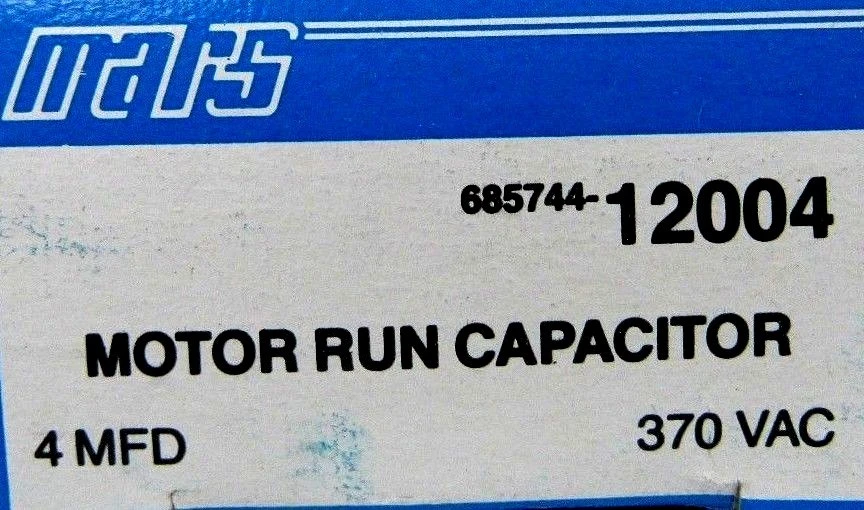 mars
685744-12004
MOTOR RUN CAPACITOR
4 MFD 370 VAC